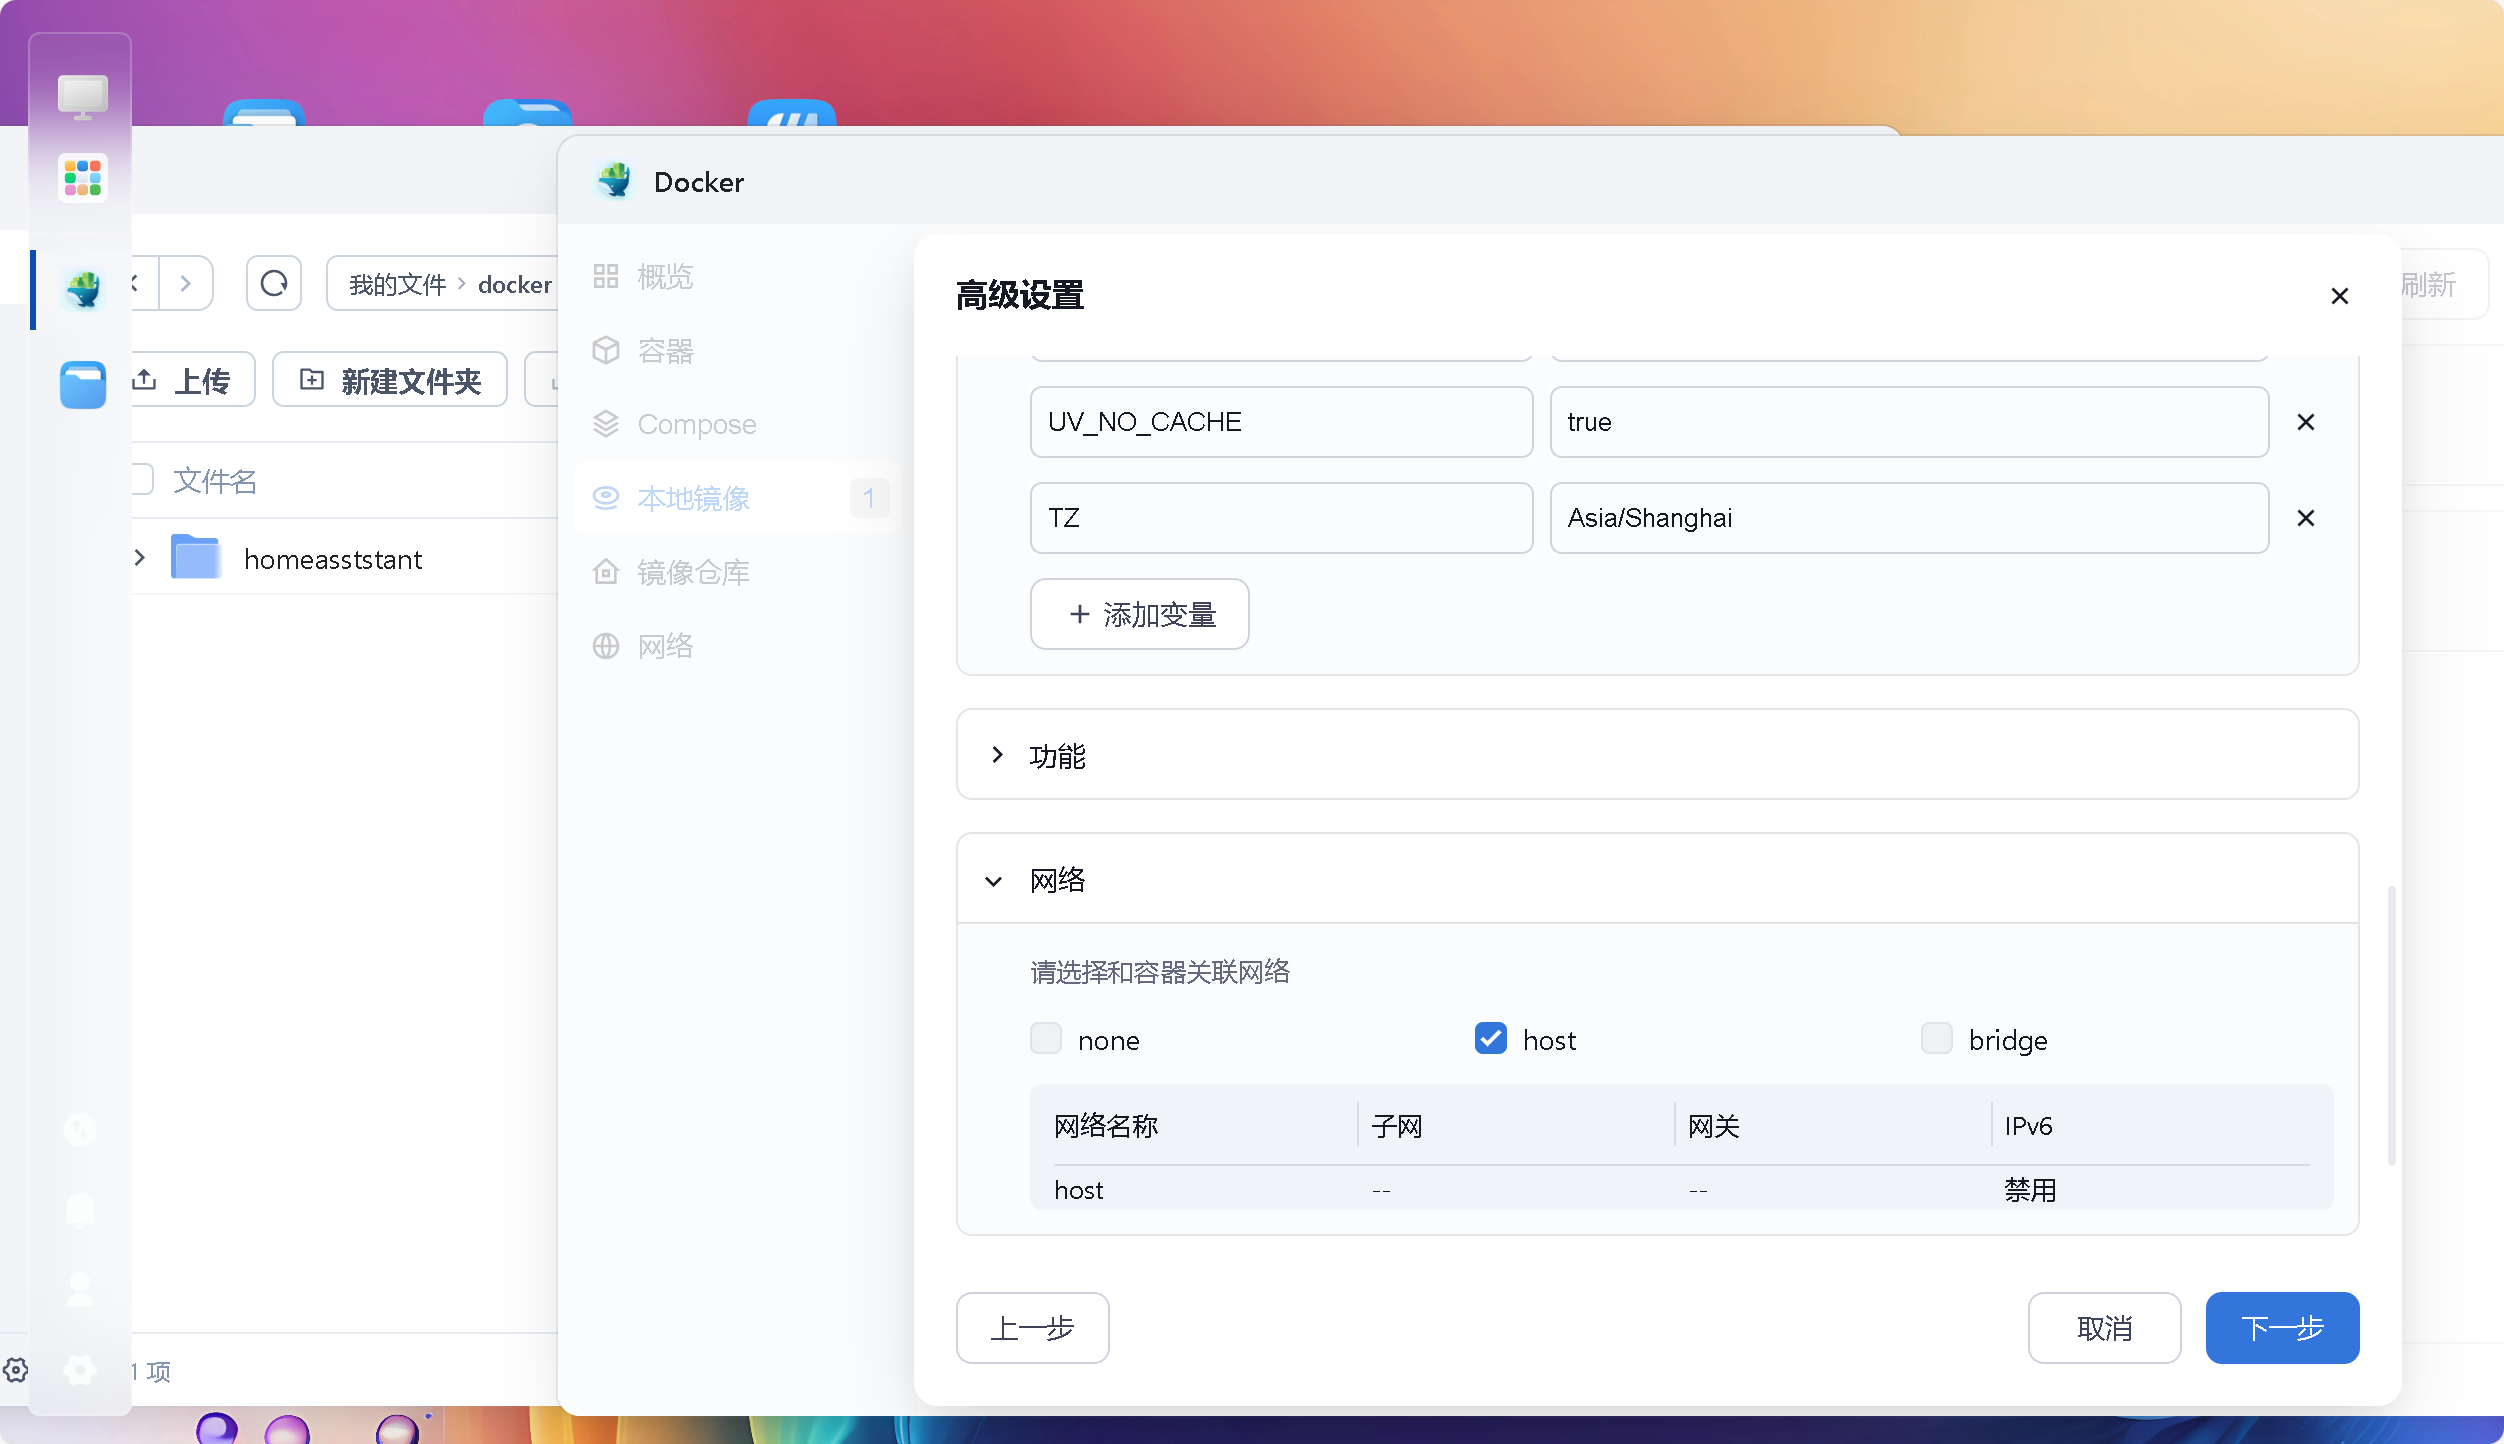 Docker
我的文件 > docker
上传
新建文件夹
文件名
homeasststant
1 项
概览
容器
Compose
本地镜像 1
镜像仓库
网络
刷新
高级设置
UV_NO_CACHE true
TZ Asia/Shanghai
+ 添加变量
功能
网络
请选择和容器关联网络
none host bridge
网络名称 子网 网关 IPv6
host -- -- 禁用
上一步 取消 下一步